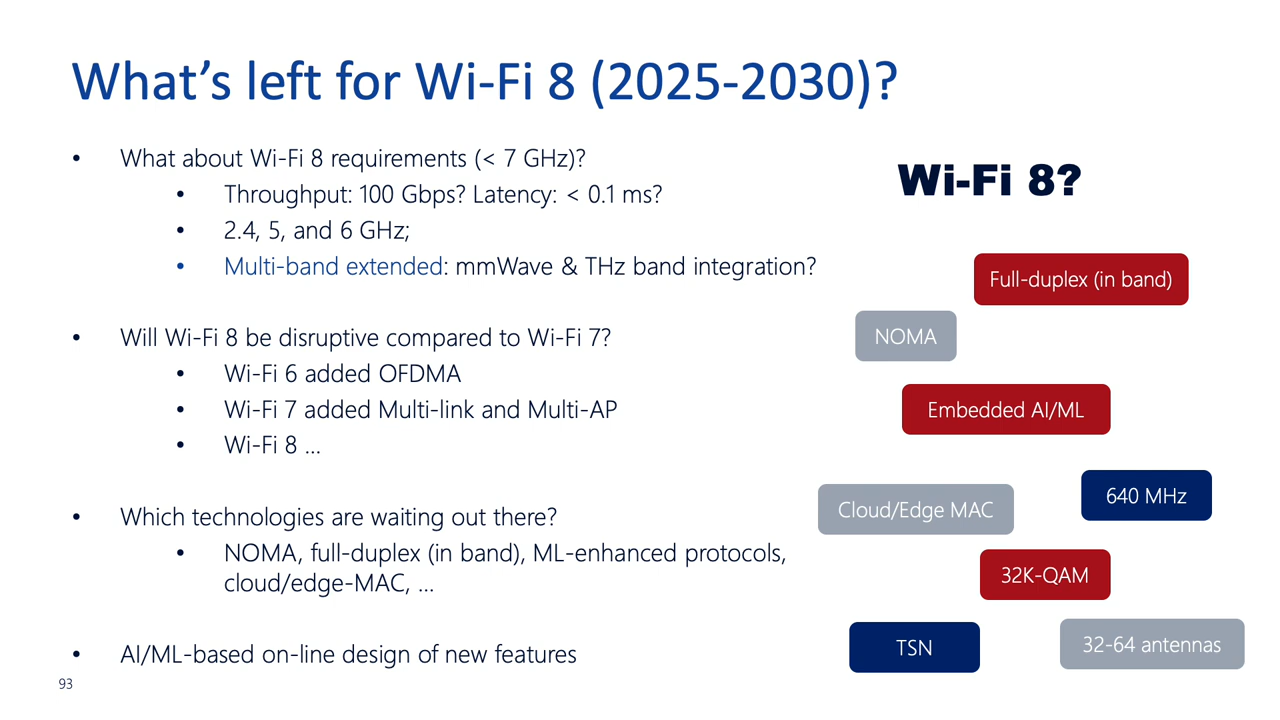 What's left for Wi-Fi 8 (2025-2030)?
• What about Wi-Fi 8 requirements (< 7 GHz)?
• Throughput: 100 Gbps? Latency: < 0.1 ms?
• 2.4, 5, and 6 GHz;
• Multi-band extended: mmWave & THz band integration?
• Will Wi-Fi 8 be disruptive compared to Wi-Fi 7?
• Wi-Fi 6 added OFDMA
• Wi-Fi 7 added Multi-link and Multi-AP
• Wi-Fi 8 ...
• Which technologies are waiting out there?
• NOMA, full-duplex (in band), ML-enhanced protocols,
cloud/edge-MAC, ...
• AI/ML-based on-line design of new features
93
Wi-Fi 8?
Full-duplex (in band)
NOMA
Embedded AI/ML
640 MHz
Cloud/Edge MAC
32K-QAM
TSN
32-64 antennas